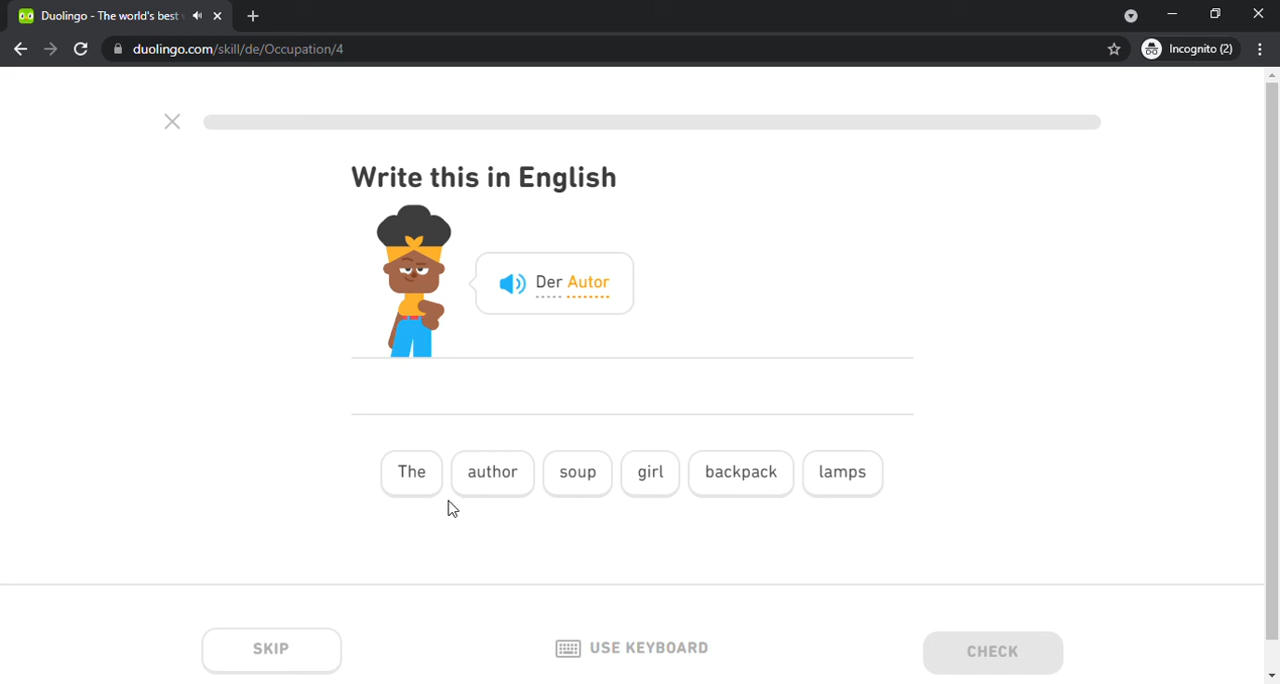 Duolingo - The world's best
duolingo.com/skill/de/Occupation/4
Incognito (2)
Write this in English
Der Autor
The author soup girl backpack lamps
SKIP
USE KEYBOARD
CHECK